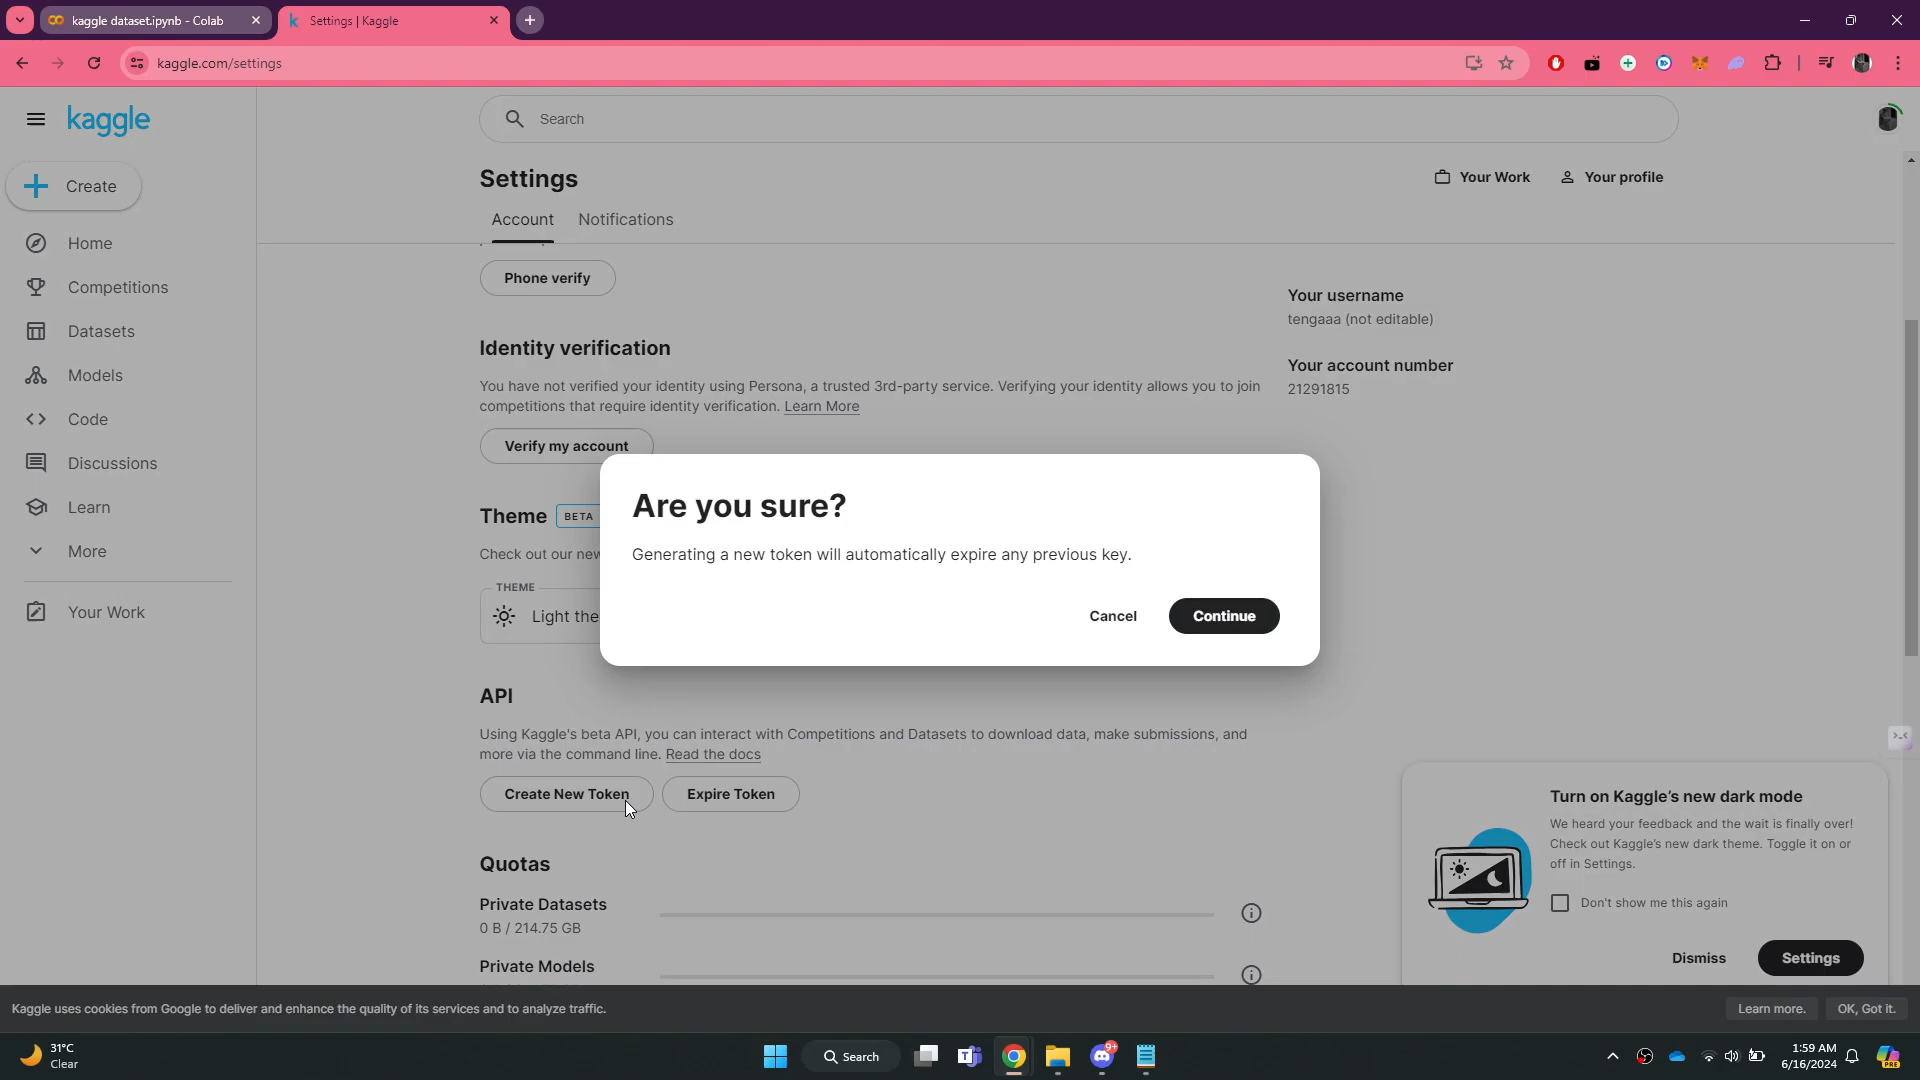 kaggle dataset.ipynb - Colab
Settings | Kaggle
kaggle.com/settings
kaggle
Search
Create
Home
Competitions
Datasets
Models
Code
Discussions
Learn
More
Your Work
Settings
Your Work
Your profile
Account
Notifications
Phone verify
Your username
tengaaa (not editable)
Your account number
21291815
Identity verification
You have not verified your identity using Persona, a trusted 3rd-party service. Verifying your identity allows you to join
competitions that require identity verification. Learn More
Verify my account
Theme BETA
Check out our new
THEME
Light the
Are you sure?
Generating a new token will automatically expire any previous key.
Cancel
Continue
API
Using Kaggle's beta API, you can interact with Competitions and Datasets to download data, make submissions, and
more via the command line. Read the docs
Create New Token
Expire Token
Quotas
Private Datasets
0 B / 214.75 GB
Private Models
Turn on Kaggle’s new dark mode
We heard your feedback and the wait is finally over!
Check out Kaggle’s new dark theme. Toggle it on or
off in Settings.
Don't show me this again
Dismiss
Settings
Kaggle uses cookies from Google to deliver and enhance the quality of its services and to analyze traffic.
Learn more.
OK, Got it.
31°C
Clear
Search
9+
1:59 AM
6/16/2024
PRE